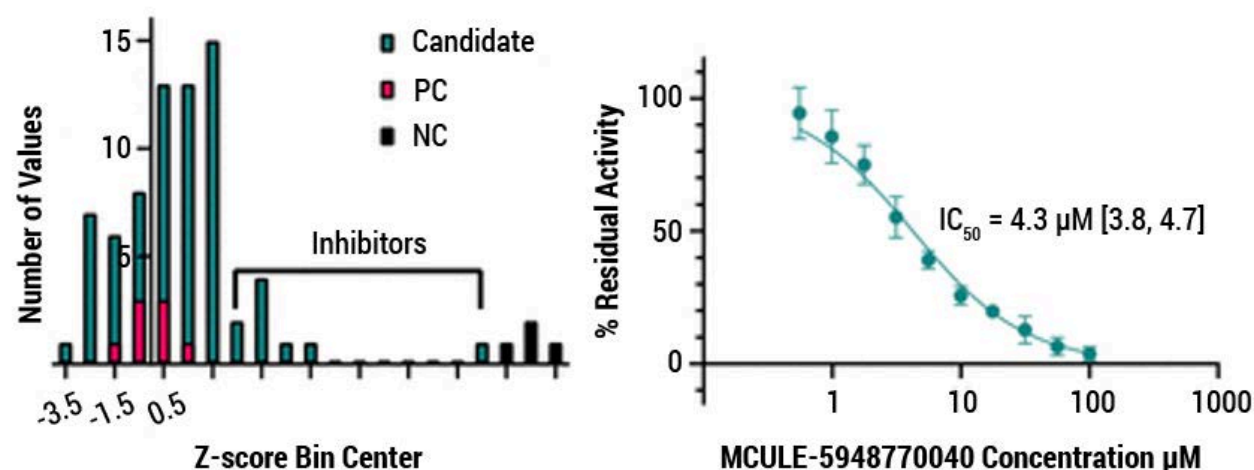 Number of Values
15
10
5
Candidate
PC
NC
Inhibitors
-3.5
-1.5
0.5
Z-score Bin Center
% Residual Activity
100
50
0
IC50 = 4.3 µM [3.8, 4.7]
1
10
100
1000
MCULE-5948770040 Concentration µM